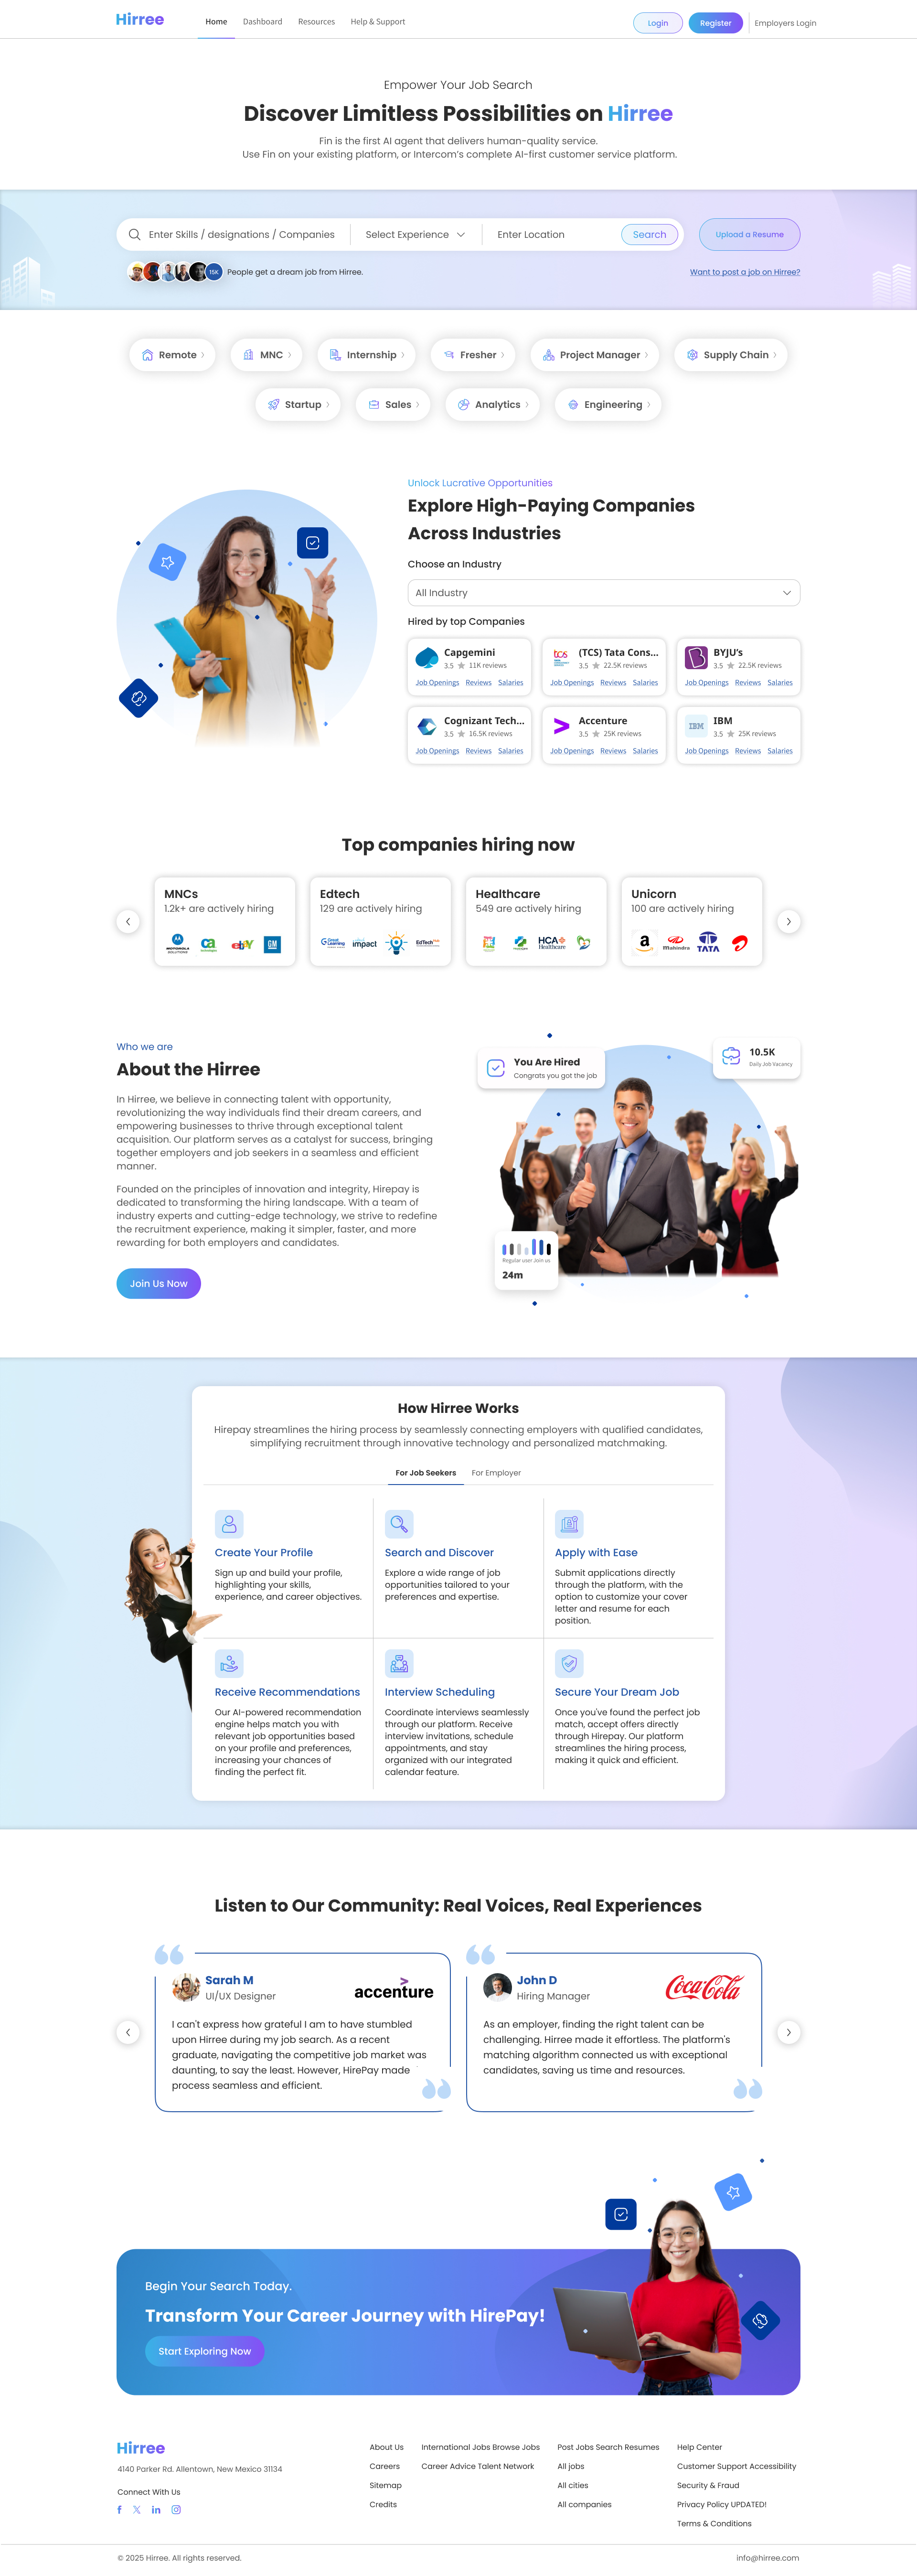 Hirree
Home Dashboard Resources Help & Support
Login Register Employers Login
Empower Your Job Search
Discover Limitless Possibilities on Hirree
Fin is the first AI agent that delivers human-quality service.
Use Fin on your existing platform, or Intercom's complete AI-first customer service platform.
Enter Skills / designations / Companies Select Experience Enter Location Search Upload a Resume
15K People get a dream job from Hirree. Want to post a job on Hirree?
Remote MNC Internship Fresher Project Manager Supply Chain
Startup Sales Analytics Engineering
Unlock Lucrative Opportunities
Explore High-Paying Companies
Across Industries
Choose an Industry
All Industry
Hired by top Companies
Capgemini
3.5 11K reviews
Job Openings Reviews Salaries
tcs
(TCS) Tata Cons...
3.5 22.5K reviews
Job Openings Reviews Salaries
BYJU's
3.5 22.5K reviews
Job Openings Reviews Salaries
Cognizant Tech...
3.5 16.5K reviews
Job Openings Reviews Salaries
Accenture
3.5 25K reviews
Job Openings Reviews Salaries
IBM
IBM
3.5 25K reviews
Job Openings Reviews Salaries
Top companies hiring now
MNCs
1.2k+ are actively hiring
MOTOROLA
SOLUTIONS
ca
ebay
GM
Edtech
129 are actively hiring
Great
Learning
impact
EdTech
Healthcare
549 are actively hiring
HCA
Healthcare
Unicorn
100 are actively hiring
a
Mahindra
TATA
Who we are
About the Hirree
In Hirree, we believe in connecting talent with opportunity,
revolutionizing the way individuals find their dream careers, and
empowering businesses to thrive through exceptional talent
acquisition. Our platform serves as a catalyst for success, bringing
together employers and job seekers in a seamless and efficient
manner.
Founded on the principles of innovation and integrity, Hirepay is
dedicated to transforming the hiring landscape. With a team of
industry experts and cutting-edge technology, we strive to redefine
the recruitment experience, making it simpler, faster, and more
rewarding for both employers and candidates.
Join Us Now
You Are Hired
Congrats you got the job
10.5K
Daily Job Vacancy
Regular user Join us
24m
How Hirree Works
Hirepay streamlines the hiring process by seamlessly connecting employers with qualified candidates,
simplifying recruitment through innovative technology and personalized matchmaking.
For Job Seekers For Employer
Create Your Profile
Sign up and build your profile,
highlighting your skills,
experience, and career objectives.
Search and Discover
Explore a wide range of job
opportunities tailored to your
preferences and expertise.
Apply with Ease
Submit applications directly
through the platform, with the
option to customize your cover
letter and resume for each
position.
Receive Recommendations
Our AI-powered recommendation
engine helps match you with
relevant job opportunities based
on your profile and preferences,
increasing your chances of
finding the perfect fit.
Interview Scheduling
Coordinate interviews seamlessly
through our platform. Receive
interview invitations, schedule
appointments, and stay
organized with our integrated
calendar feature.
Secure Your Dream Job
Once you've found the perfect job
match, accept offers directly
through Hirepay. Our platform
streamlines the hiring process,
making it quick and efficient.
Listen to Our Community: Real Voices, Real Experiences
Sarah M
UI/UX Designer
accenture
I can't express how grateful I am to have stumbled
upon Hirree during my job search. As a recent
graduate, navigating the competitive job market was
daunting, to say the least. However, HirePay made
process seamless and efficient.
John D
Hiring Manager
Coca-Cola
As an employer, finding the right talent can be
challenging. Hirree made it effortless. The platform's
matching algorithm connected us with exceptional
candidates, saving us time and resources.
Begin Your Search Today.
Transform Your Career Journey with HirePay!
Start Exploring Now
Hirree
4140 Parker Rd. Allentown, New Mexico 31134
Connect With Us
About Us
Careers
Sitemap
Credits
International Jobs Browse Jobs
Career Advice Talent Network
Post Jobs Search Resumes
All jobs
All cities
All companies
Help Center
Customer Support Accessibility
Security & Fraud
Privacy Policy UPDATED!
Terms & Conditions
© 2025 Hirree. All rights reserved. info@hirree.com